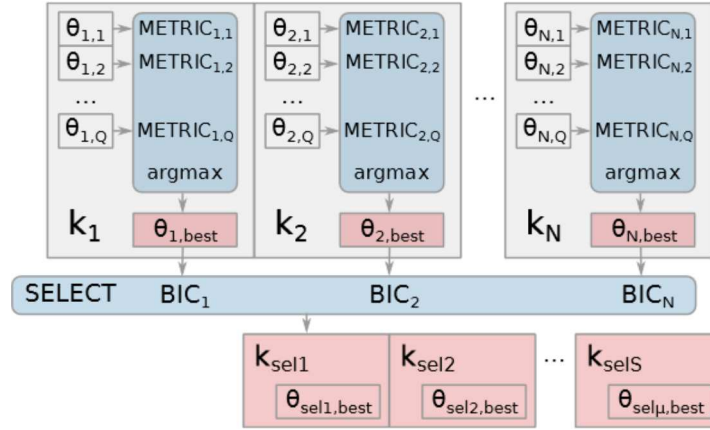 θ1,1 METRIC1,1 θ2,1 METRIC2,1 θN,1 METRICN,1
θ1,2 METRIC1,2 θ2,2 METRIC2,2 θN,2 METRICN,2
... ... ...
θ1,Q METRIC1,Q θ2,Q METRIC2,Q θN,Q METRICN,Q
argmax argmax argmax
k1 θ1,best k2 θ2,best kN θN,best
SELECT BIC1 BIC2 BICN
ksel1 ksel2 ... kselS
θsel1,best θsel2,best θselμ,best